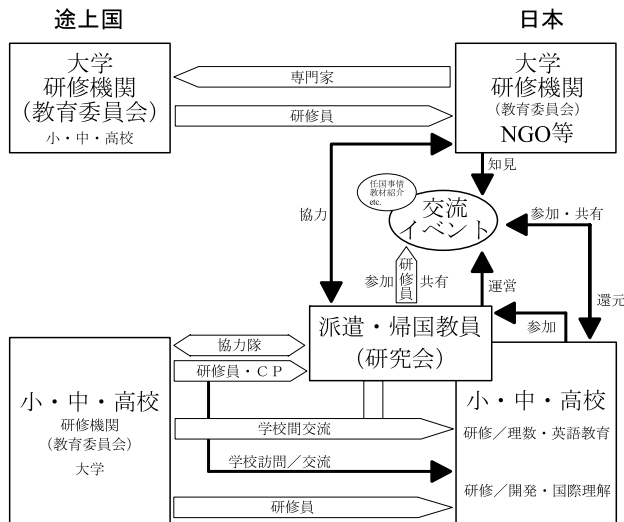 途上国
日本
大学
研修機関
（教育委員会）
小・中・高校
専門家
研修員
大学
研修機関
（教育委員会）
NGO等
知見
協力
任国事情
教材紹介
etc.
交流
イベント
参加・共有
参加
研修員
共有
運営
還元
派遣・帰国教員
（研究会）
参加
協力隊
研修員・ＣＰ
小・中・高校
研修機関
（教育委員会）
大学
学校間交流
学校訪問／交流
研修員
小・中・高校
研修／理数・英語教育
研修／開発・国際理解